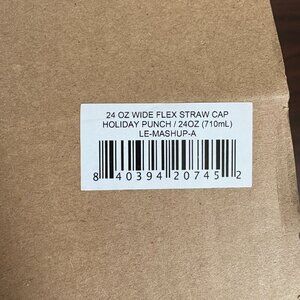 24 OZ WIDE FLEX STRAW CAP
HOLIDAY PUNCH / 24OZ (710mL)
LE-MASHUP-A
8 40394 20745 2